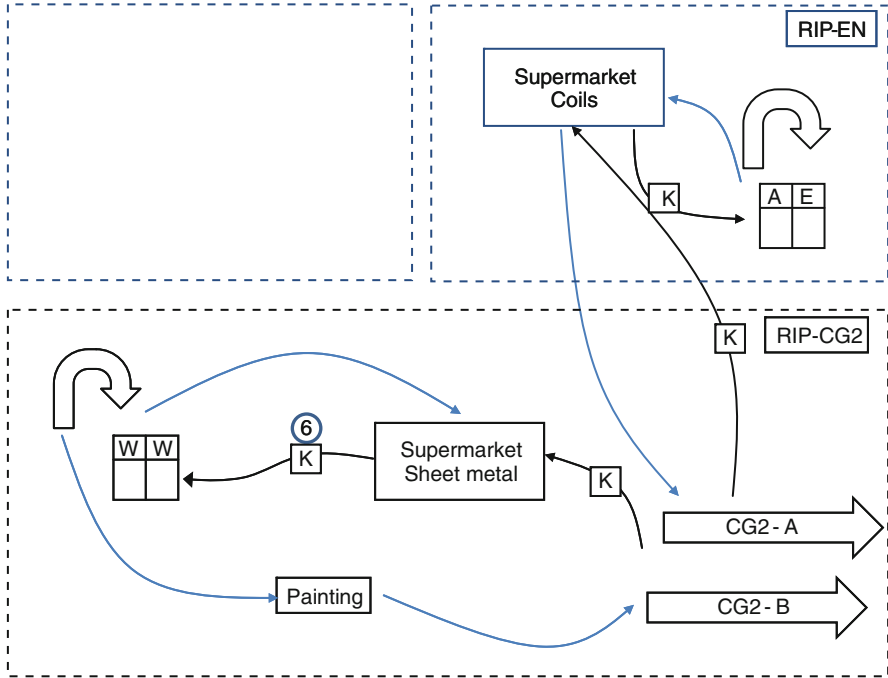 RIP-EN
Supermarket
Coils
K
A E
K
RIP-CG2
6
W W
K
Supermarket
Sheet metal
K
CG2 - A
Painting
CG2 - B